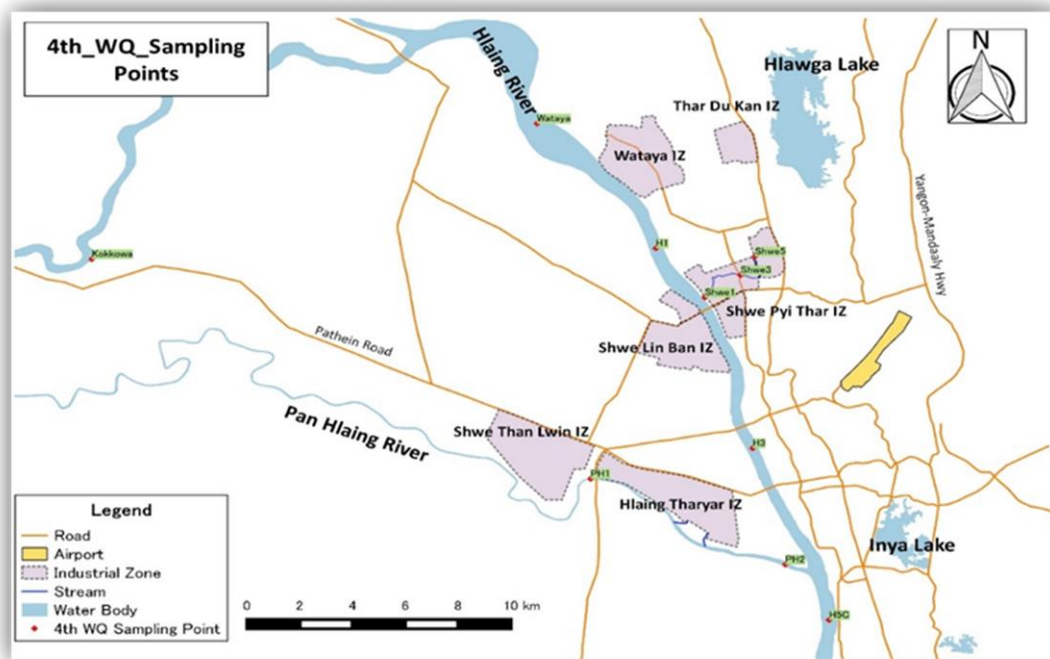 4th_WQ_Sampling
Points
Hlaing River
Hlawga Lake
N
Thar Du Kan IZ
Wataya
Wataya IZ
Yangon-Mandalay Hwy
H1
Shwe5
Kokkowa
Shwe3
Shwe1
Shwe Pyi Thar IZ
Pathein Road
Shwe Lin Ban IZ
Pan Hlaing River
Shwe Than Lwin IZ
H3
PH1
Hlaing Tharyar IZ
Legend
Road
Airport
Industrial Zone
Stream
Water Body
4th WQ Sampling Point
Inya Lake
PH2
0 2 4 6 8 10 km
H5C